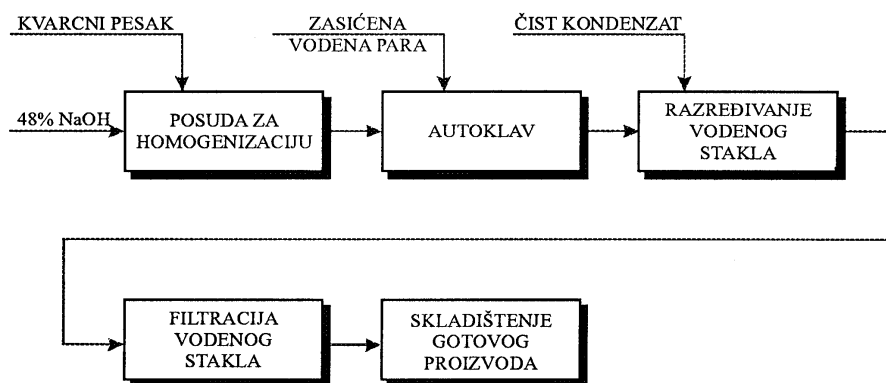 KVARCNI PESAK
ZASIĆENA
VODENA PARA
ČIST KONDENZAT
48% NaOH
POSUDA ZA
HOMOGENIZACIJU
AUTOKLAV
RAZREĐIVANJE
VODENOG
STAKLA
FILTRACIJA
VODENOG
STAKLA
SKLADIŠTENJE
GOTOVOG
PROIZVODA